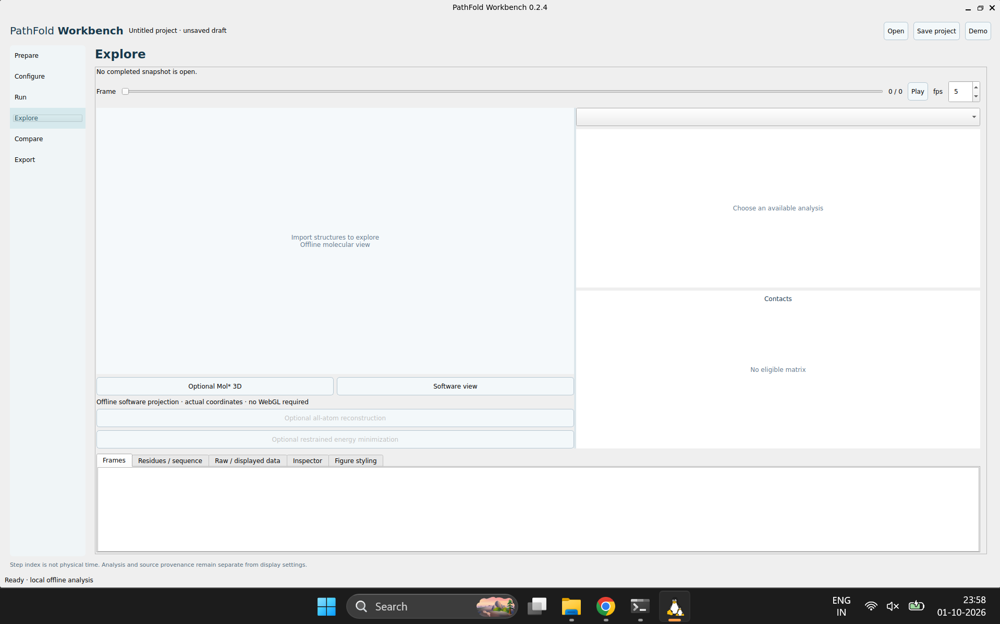 PathFold Workbench 0.2.4
PathFold Workbench Untitled project · unsaved draft
Open Save project Demo
Prepare
Configure
Run
Explore
Compare
Export
Explore
No completed snapshot is open.
Frame 0 / 0 Play fps 5
Import structures to explore
Offline molecular view
Choose an available analysis
Contacts
No eligible matrix
Optional Mol* 3D Software view
Offline software projection · actual coordinates · no WebGL required
Optional all-atom reconstruction
Optional restrained energy minimization
Frames Residues / sequence Raw / displayed data Inspector Figure styling
Step index is not physical time. Analysis and source provenance remain separate from display settings.
Ready · local offline analysis
Search
ENG
IN
23:58
01-10-2026